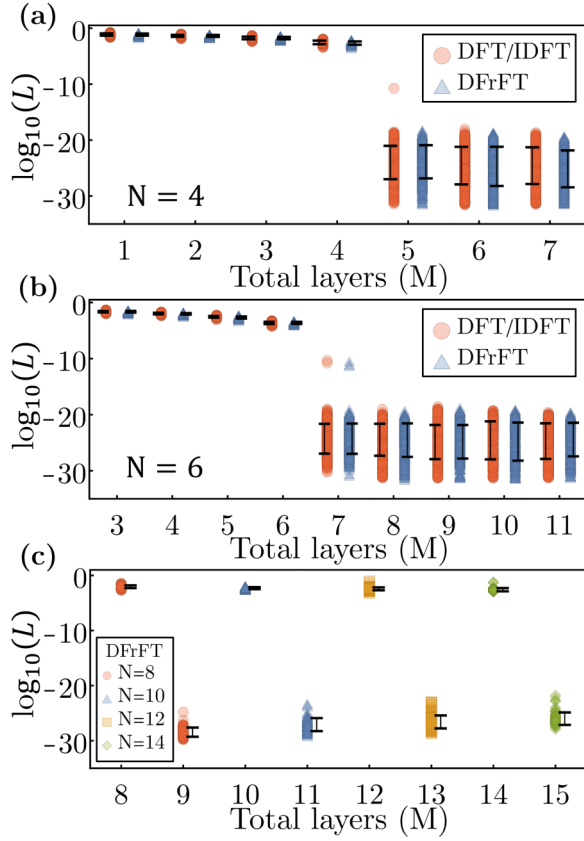 (a)
0
-10
-20
-30
log₁₀(L)
DFT/IDFT
DFrFT
N = 4
1 2 3 4 5 6 7
Total layers (M)
(b)
0
-10
-20
-30
log₁₀(L)
DFT/IDFT
DFrFT
N = 6
3 4 5 6 7 8 9 10 11
Total layers (M)
(c)
0
-10
-20
-30
log₁₀(L)
DFrFT
N=8
N=10
N=12
N=14
8 9 10 11 12 13 14 15
Total layers (M)